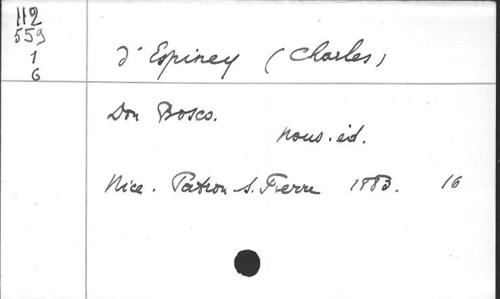 112
559
1
6
d'Espiney (Charles)
Don Bosco.
nouv. éd.
Nice. Patron. S. Pierre 1883. 16